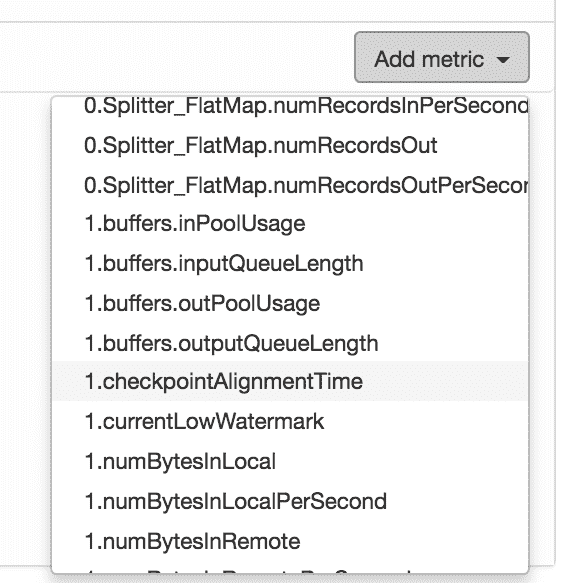 Add metric
0.Splitter_FlatMap.numRecordsInPerSecond
0.Splitter_FlatMap.numRecordsOut
0.Splitter_FlatMap.numRecordsOutPerSecon
1.buffers.inPoolUsage
1.buffers.inputQueueLength
1.buffers.outPoolUsage
1.buffers.outputQueueLength
1.checkpointAlignmentTime
1.currentLowWatermark
1.numBytesInLocal
1.numBytesInLocalPerSecond
1.numBytesInRemote